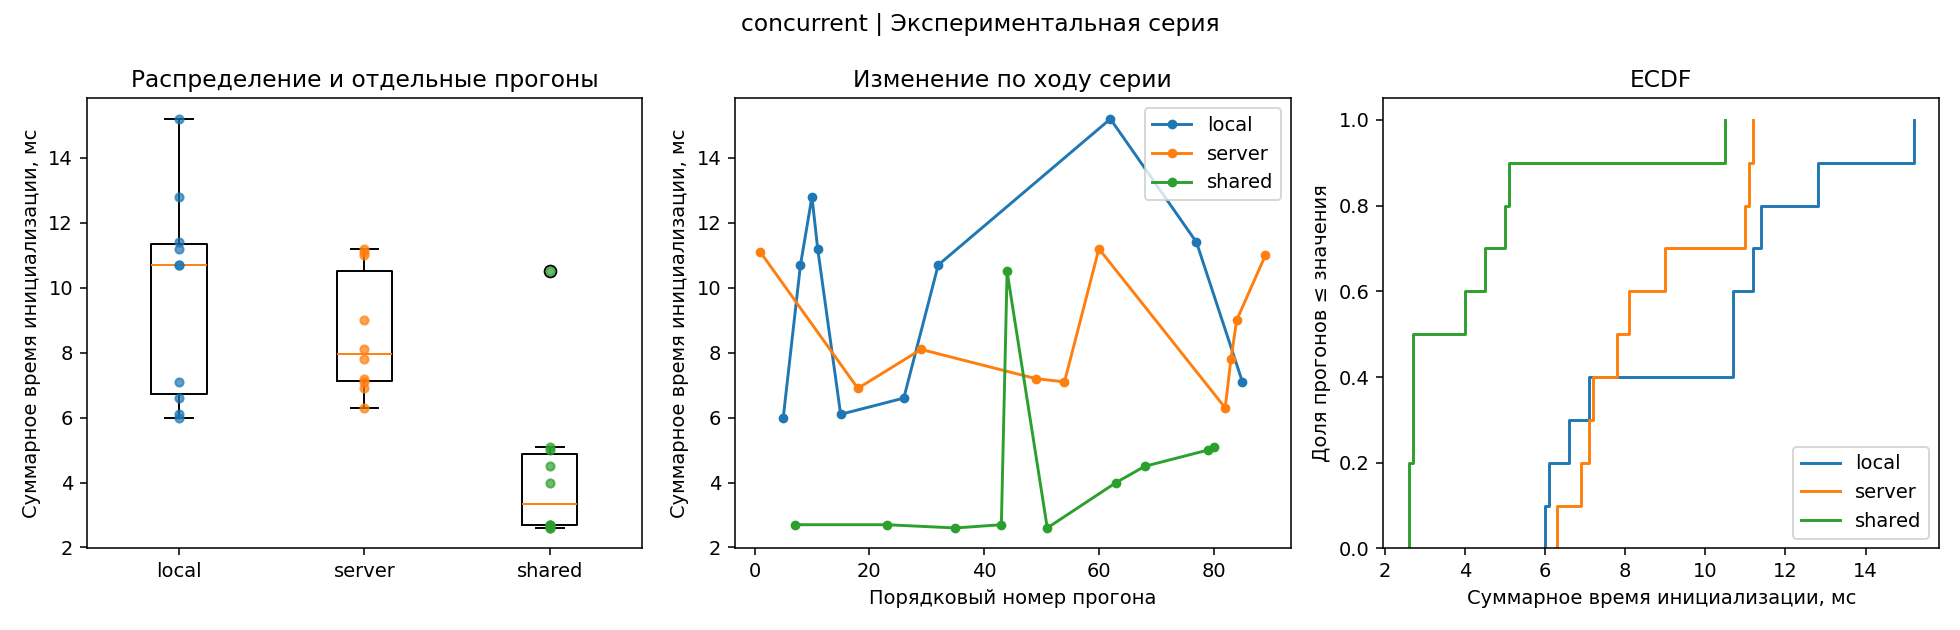 concurrent | Экспериментальная серия
Распределение и отдельные прогоны
Суммарное время инициализации, мс
14
12
10
8
6
4
2
local
server
shared
Изменение по ходу серии
Суммарное время инициализации, мс
14
12
10
8
6
4
2
local
server
shared
0
20
40
60
80
Порядковый номер прогона
ECDF
Доля прогонов ≤ значения
1.0
0.8
0.6
0.4
0.2
0.0
local
server
shared
2
4
6
8
10
12
14
Суммарное время инициализации, мс